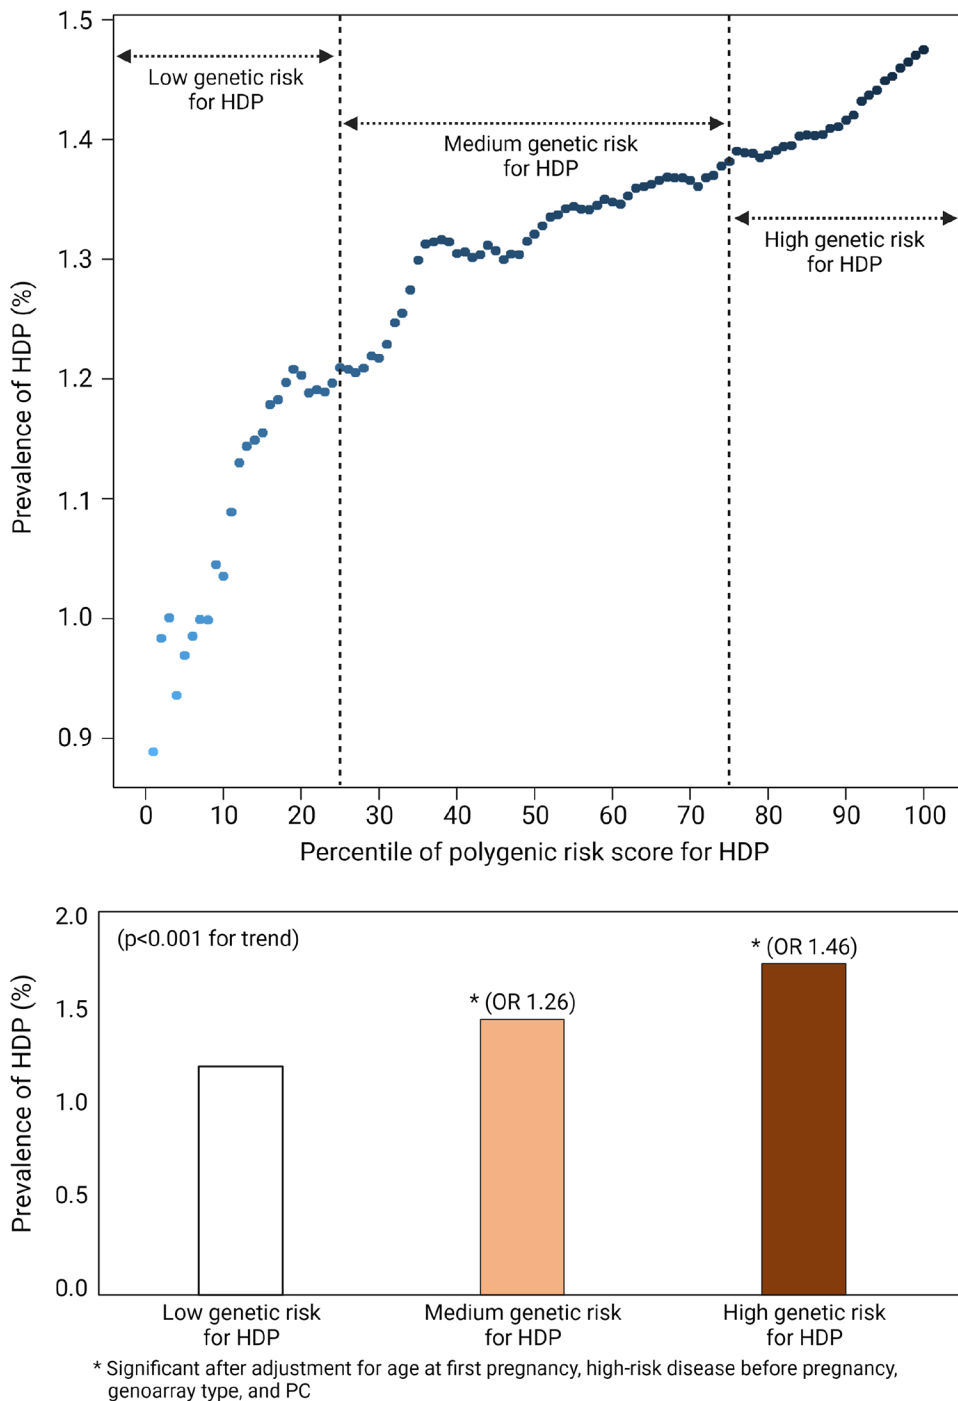 1.5
Low genetic risk
for HDP
1.4
Medium genetic risk
for HDP
1.3
High genetic risk
for HDP
Prevalence of HDP (%)
1.2
1.1
1.0
0.9
0 10 20 30 40 50 60 70 80 90 100
Percentile of polygenic risk score for HDP
2.0
(p<0.001 for trend)
* (OR 1.46)
* (OR 1.26)
1.5
Prevalence of HDP (%)
1.0
0.5
0.0
Low genetic risk
for HDP
Medium genetic risk
for HDP
High genetic risk
for HDP
* Significant after adjustment for age at first pregnancy, high-risk disease before pregnancy,
genoarray type, and PC